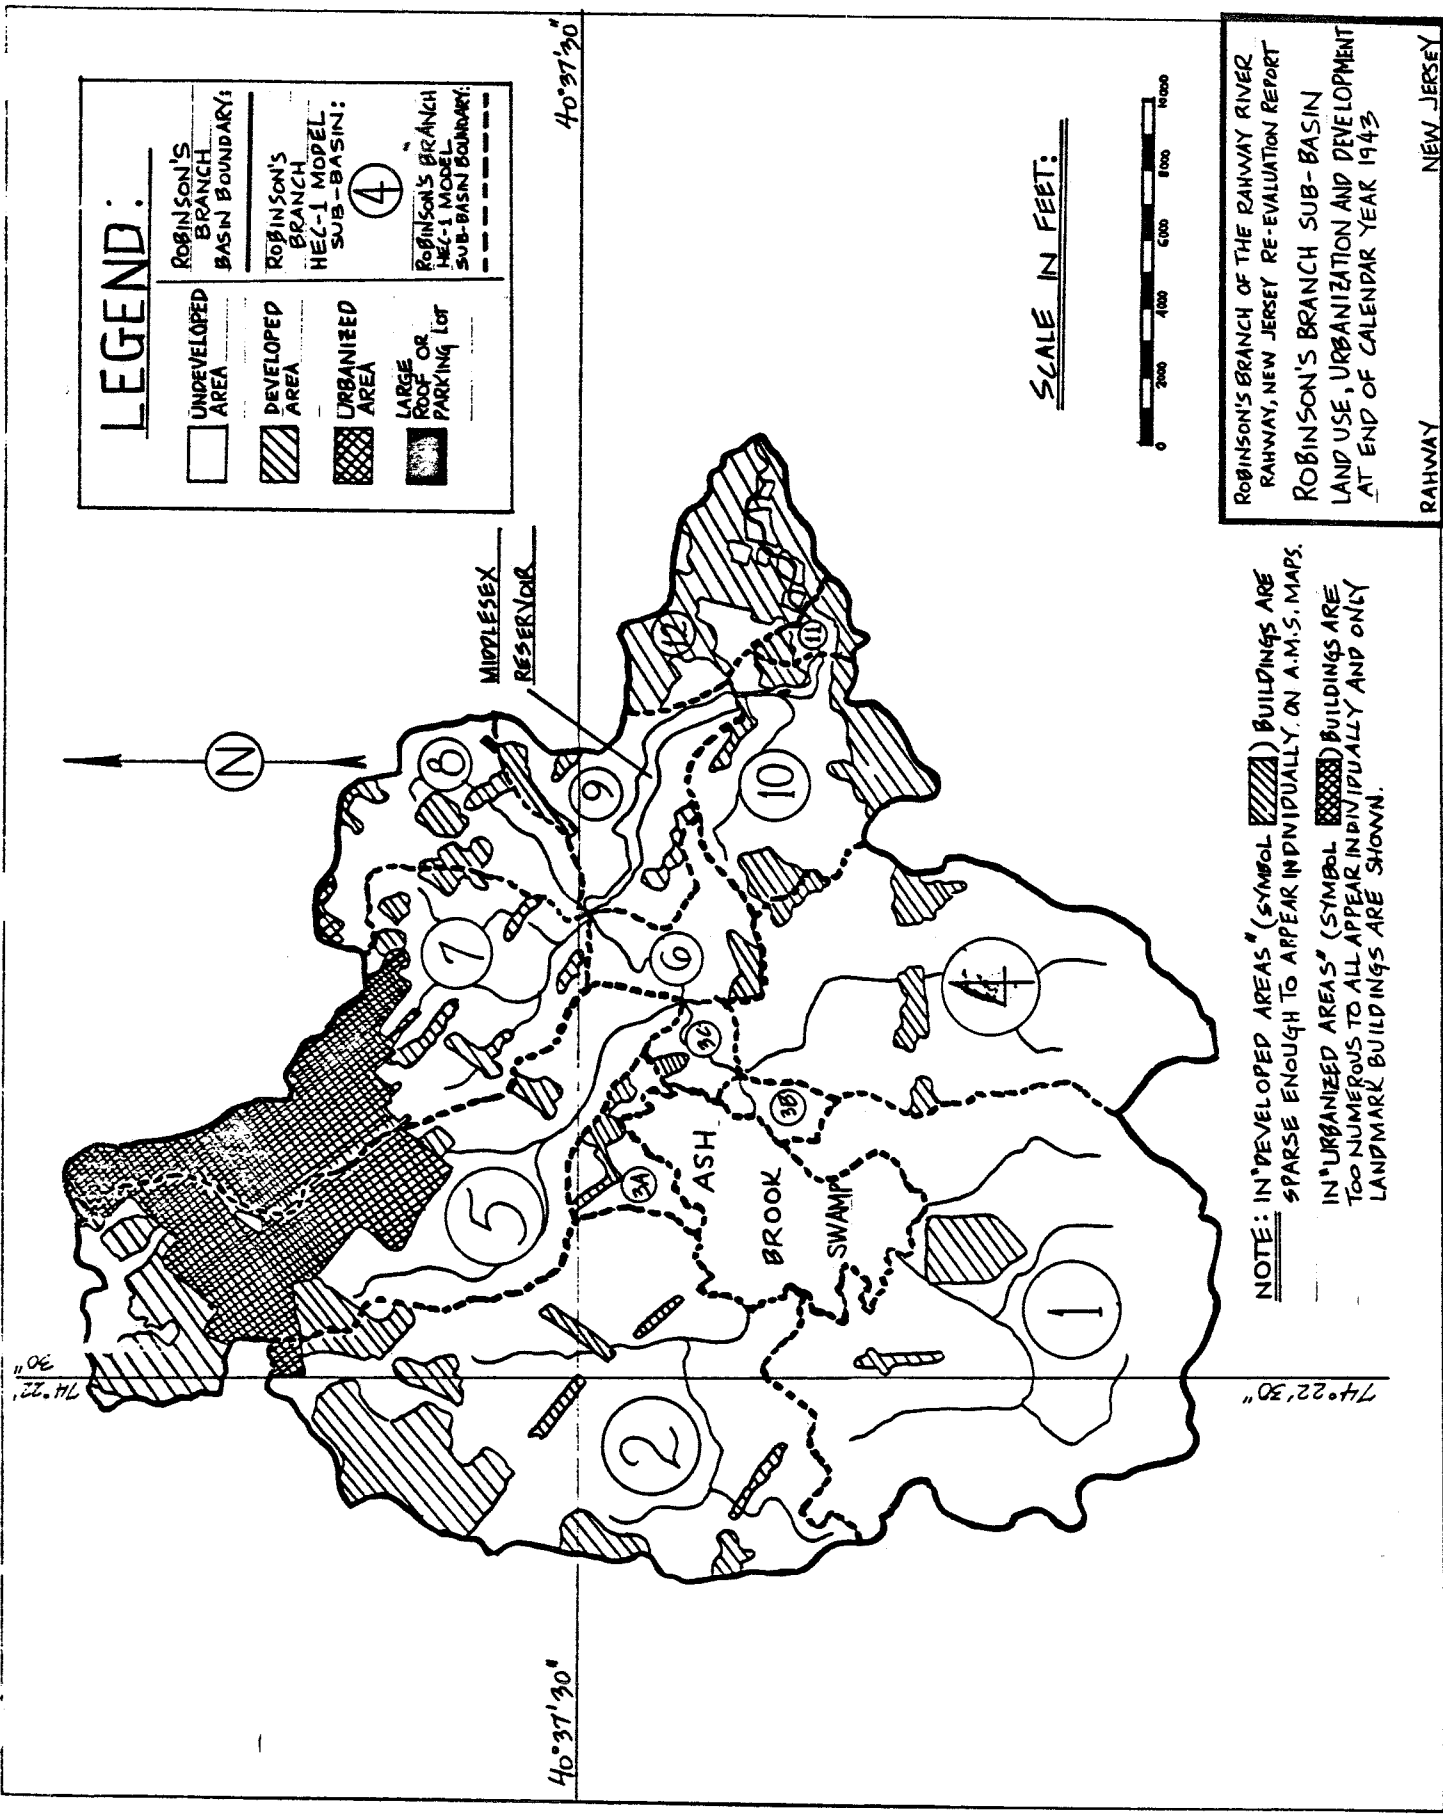 LEGEND:
UNDEVELOPED
AREA
DEVELOPED
AREA
URBANIZED
AREA
LARGE
ROOF OR
PARKING LOT
ROBINSON'S
BRANCH
BASIN BOUNDARY:
ROBINSON'S
BRANCH
HEC-1 MODEL
SUB-BASIN:
4
ROBINSON'S BRANCH
HEC-1 MODEL
SUB-BASIN BOUNDARY:
40°37'30"
40°37'30"
74°22'30"
74°22'30"
N
MIDDLESEX
RESERVOIR
8
7
9
12
11
5
6
10
3A
3C
3B
ASH
BROOK
SWAMP
2
4
1
SCALE IN FEET:
0 2000 4000 6000 8000 10000
NOTE: IN "DEVELOPED AREAS" (SYMBOL ) BUILDINGS ARE
SPARSE ENOUGH TO APPEAR INDIVIDUALLY ON A.M.S. MAPS.
IN "URBANIZED AREAS" (SYMBOL ) BUILDINGS ARE
TOO NUMEROUS TO ALL APPEAR INDIVIDUALLY AND ONLY
LANDMARK BUILDINGS ARE SHOWN.
ROBINSON'S BRANCH OF THE RAHWAY RIVER
RAHWAY, NEW JERSEY RE-EVALUATION REPORT
ROBINSON'S BRANCH SUB-BASIN
LAND USE, URBANIZATION AND DEVELOPMENT
AT END OF CALENDAR YEAR 1943
RAHWAY NEW JERSEY